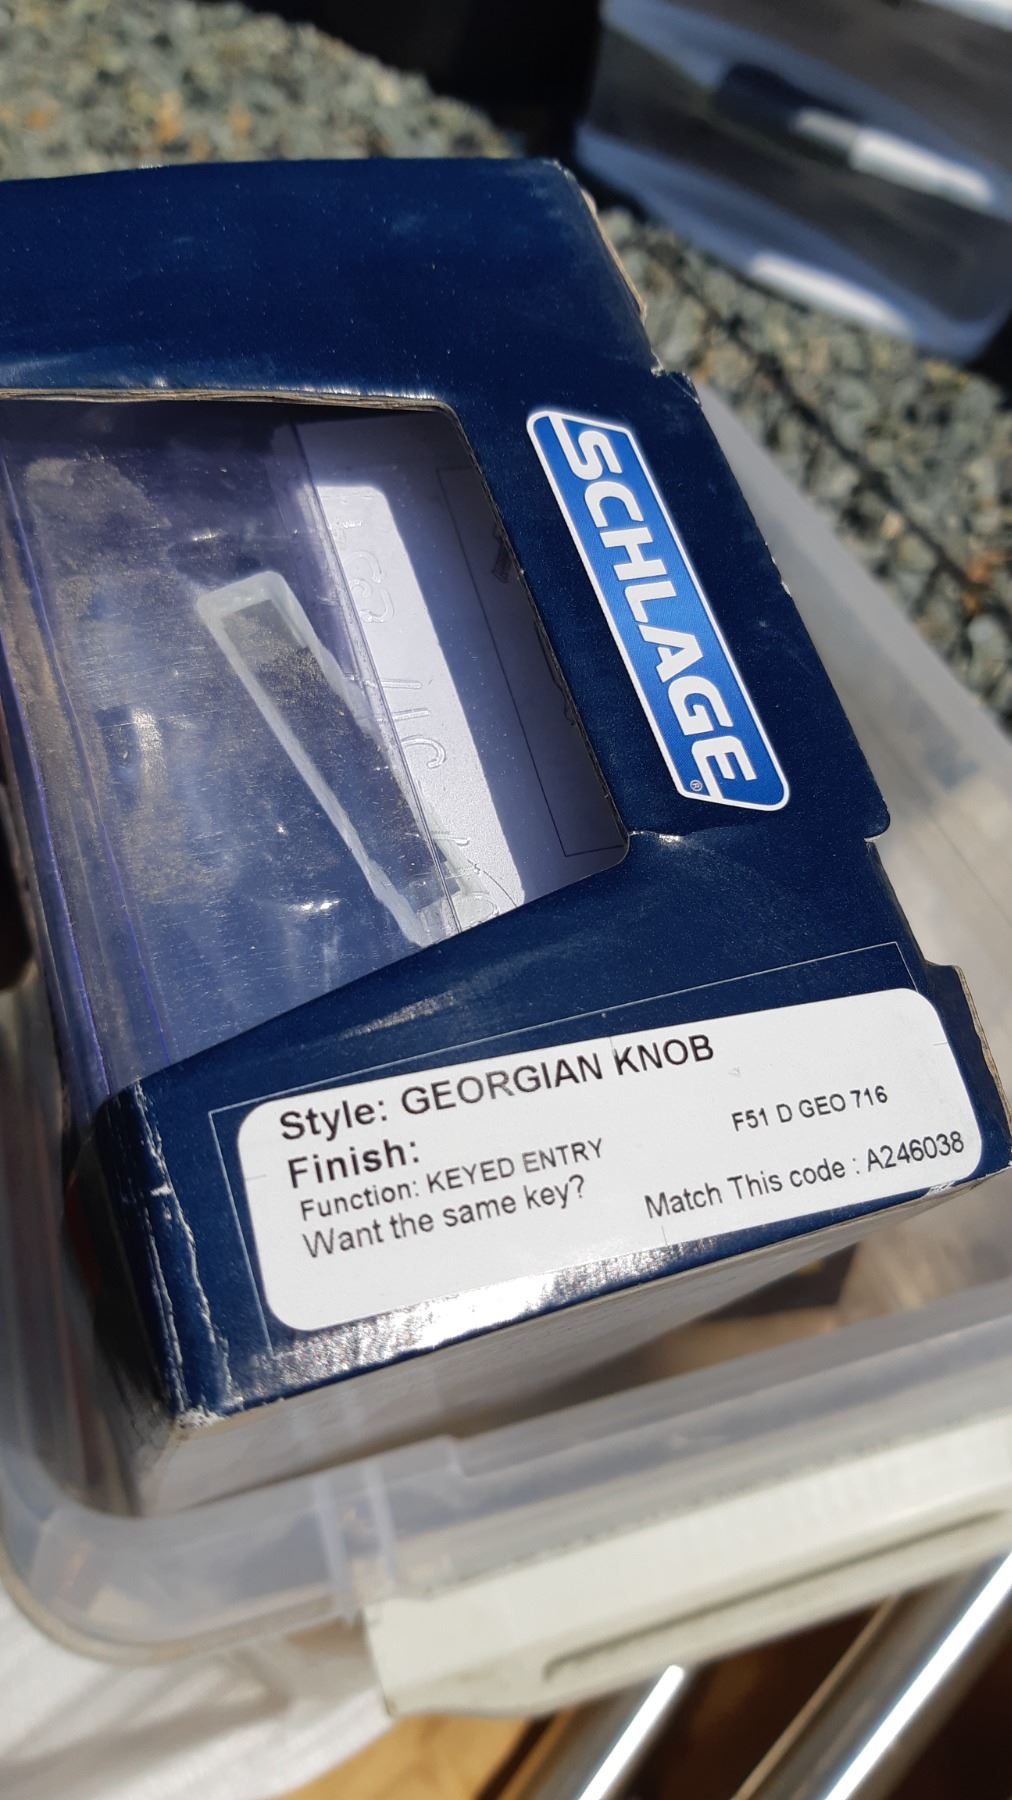 SCHLAGE®
Style: GEORGIAN KNOB
Finish:
F51 D GEO 716
Function: KEYED ENTRY
Want the same key?
Match This code : A246038